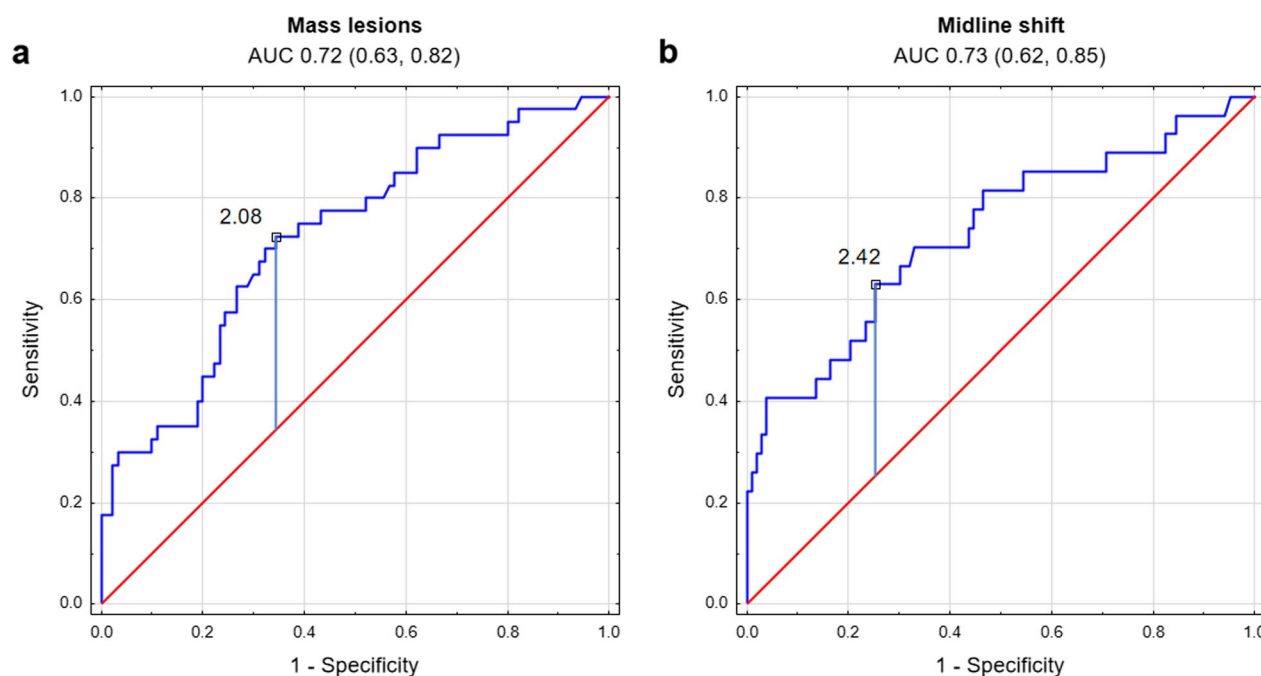 a
Mass lesions
AUC 0.72 (0.63, 0.82)
1.0
0.8
0.6
0.4
0.2
0.0
Sensitivity
2.08
0.0 0.2 0.4 0.6 0.8 1.0
1 - Specificity
b
Midline shift
AUC 0.73 (0.62, 0.85)
1.0
0.8
0.6
0.4
0.2
0.0
Sensitivity
2.42
0.0 0.2 0.4 0.6 0.8 1.0
1 - Specificity